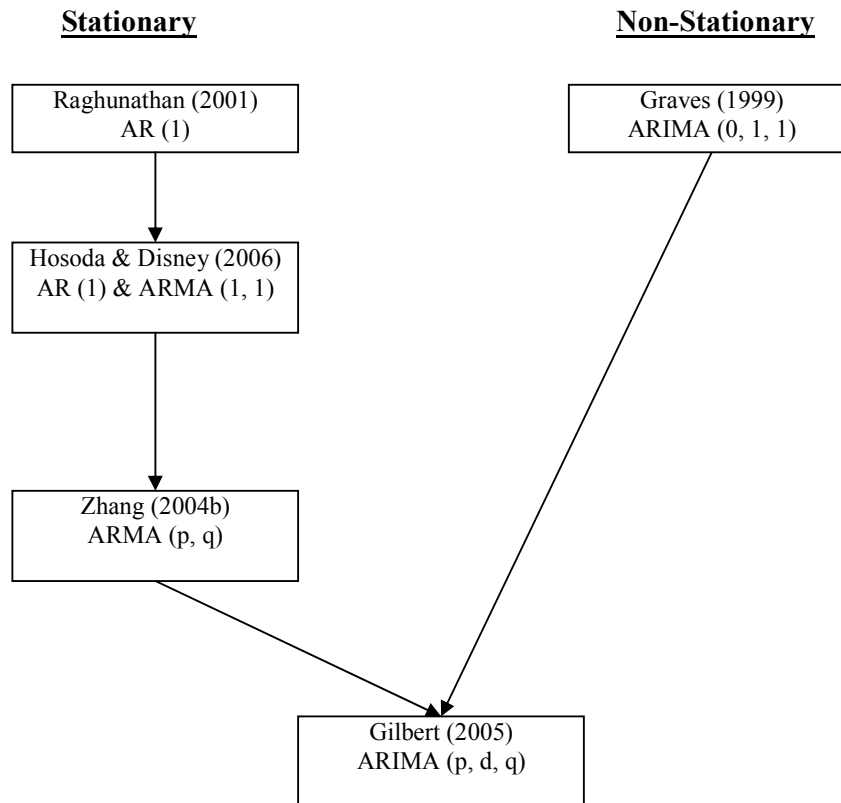 Stationary
Non-Stationary
Raghunathan (2001)
AR (1)
Graves (1999)
ARIMA (0, 1, 1)
Hosoda & Disney (2006)
AR (1) & ARMA (1, 1)
Zhang (2004b)
ARMA (p, q)
Gilbert (2005)
ARIMA (p, d, q)